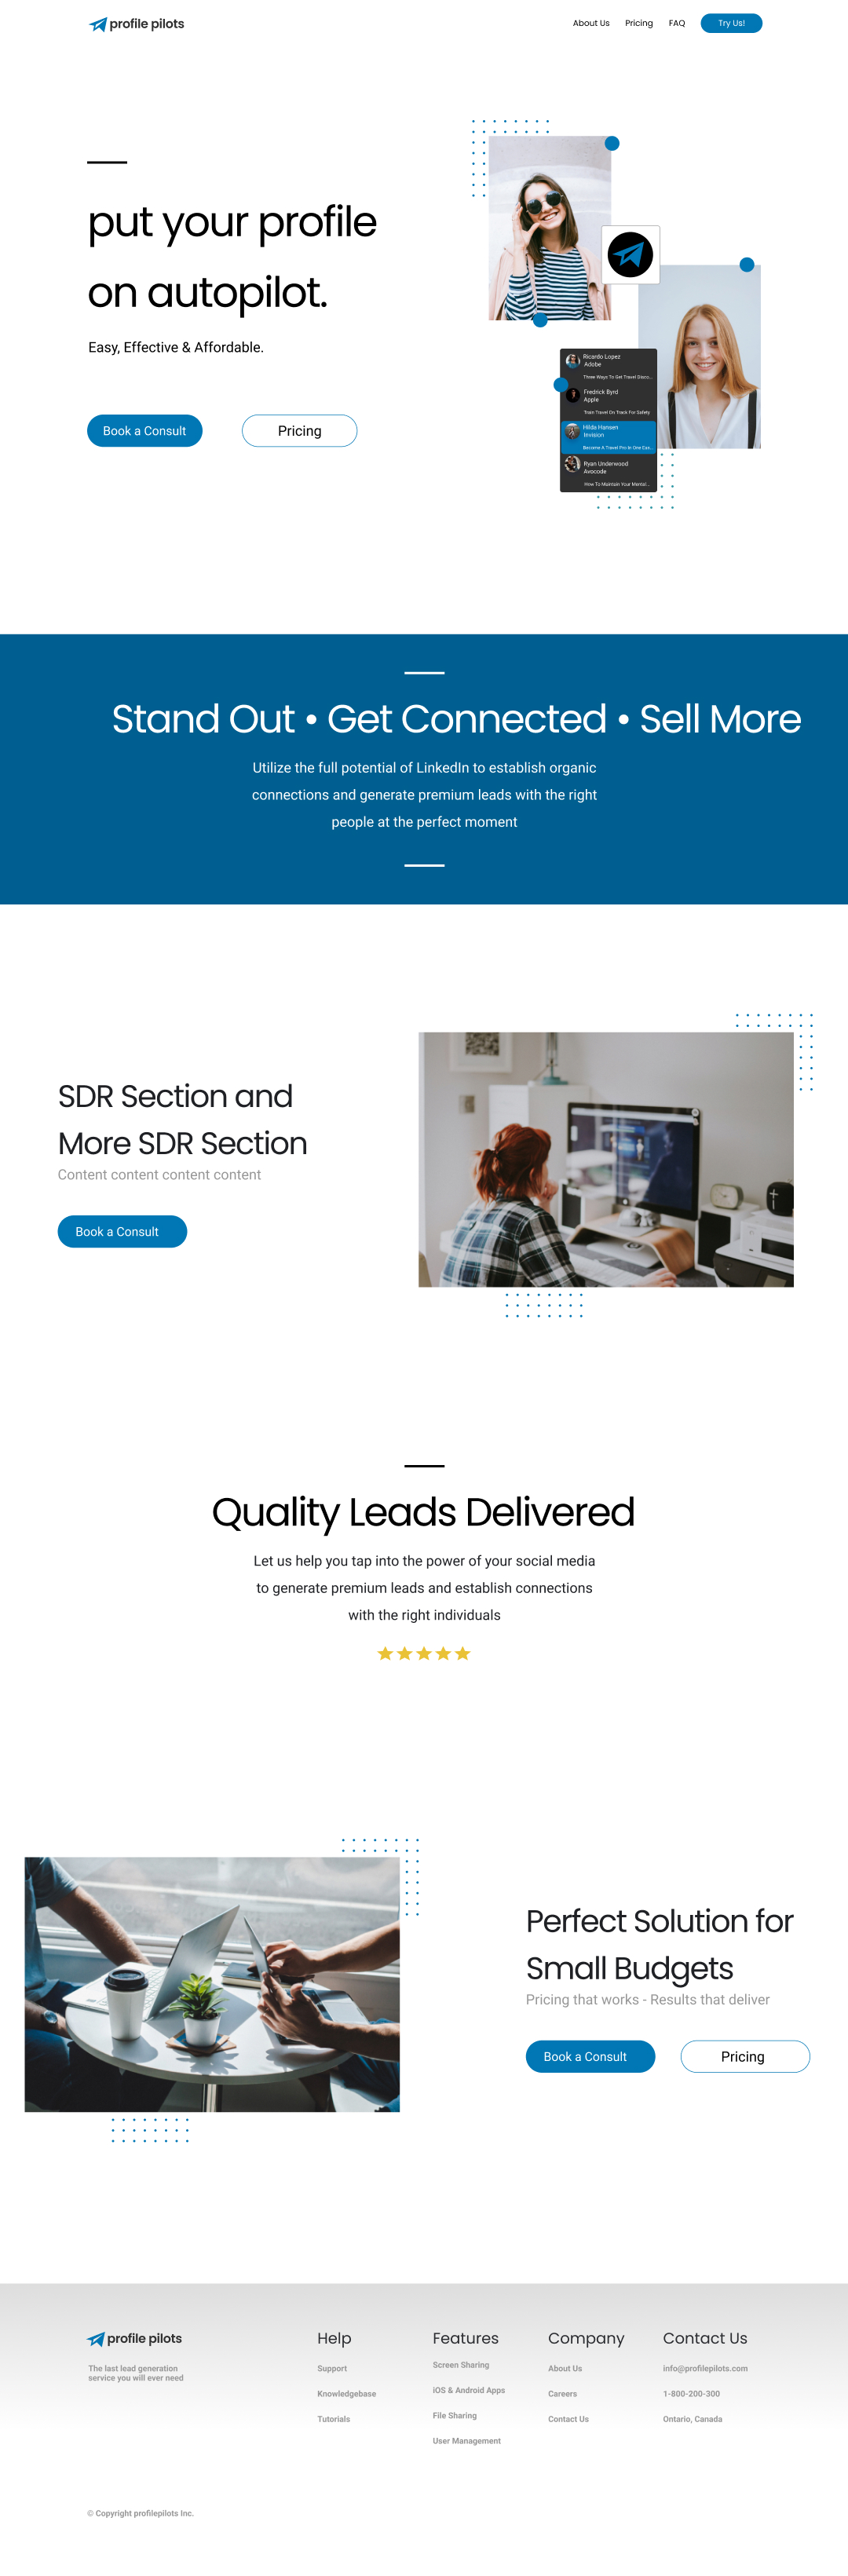 profile pilots
About Us
Pricing
FAQ
Try Us!
put your profile
on autopilot.
Easy, Effective & Affordable.
Book a Consult
Pricing
Ricardo Lopez
Adobe
Three Ways To Get Travel Disco...
Fredrick Byrd
Apple
Train Travel On Track For Safety
Hilda Hansen
Invision
Become A Travel Pro In One Eas...
Ryan Underwood
Avocode
How To Maintain Your Mental...
Stand Out • Get Connected • Sell More
Utilize the full potential of LinkedIn to establish organic
connections and generate premium leads with the right
people at the perfect moment
SDR Section and
More SDR Section
Content content content content
Book a Consult
Quality Leads Delivered
Let us help you tap into the power of your social media
to generate premium leads and establish connections
with the right individuals
Perfect Solution for
Small Budgets
Pricing that works - Results that deliver
Book a Consult
Pricing
profile pilots
The last lead generation
service you will ever need
Help
Support
Knowledgebase
Tutorials
Features
Screen Sharing
iOS & Android Apps
File Sharing
User Management
Company
About Us
Careers
Contact Us
Contact Us
info@profilepilots.com
1-800-200-300
Ontario, Canada
© Copyright profilepilots Inc.